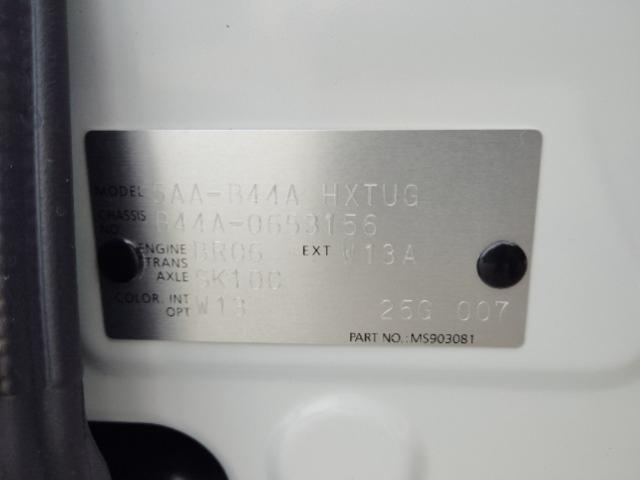 MODEL 5AA-B44A HXTUG
CHASSIS NO. B44A-0653156
ENGINE BR06 EXT W13A
TRANS AXLE SK10C
COLOR. INT W13
OPT 25G 007
PART NO.:MS903081